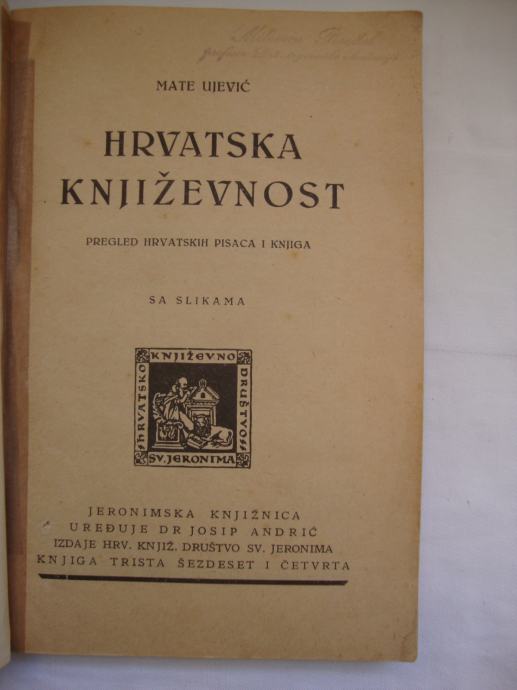 MATE UJEVIĆ
HRVATSKA
KNJIŽEVNOST
PREGLED HRVATSKIH PISACA I KNJIGA
SA SLIKAMA
HRVATSKO
KNJIŽEVNO
DRUŠTVO
SV. JERONIMA
JERONIMSKA KNJIŽNICA
UREĐUJE DR JOSIP ANDRIĆ
IZDAJE HRV. KNJIŽ. DRUŠTVO SV. JERONIMA
KNJIGA TRISTA ŠEZDESET I ČETVRTA